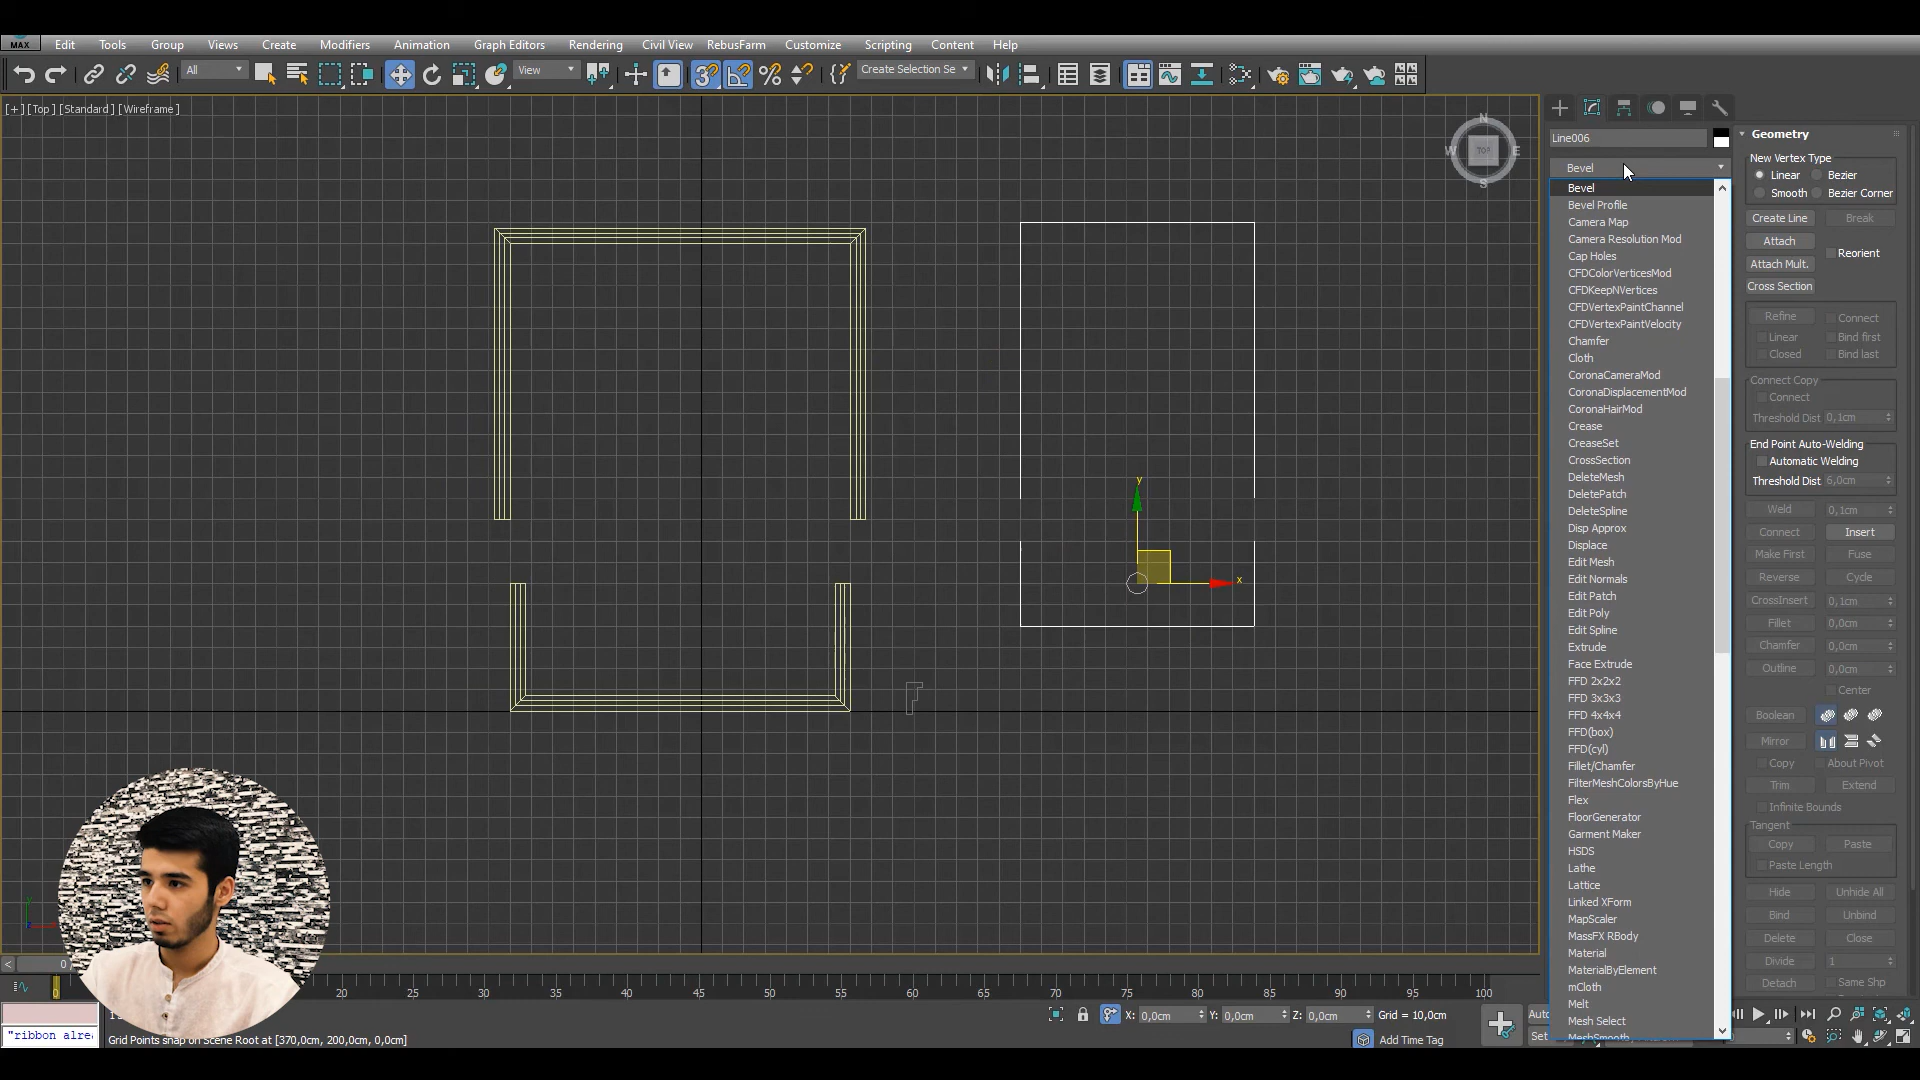 MAX
Edit Tools Group Views Create Modifiers Animation Graph Editors Rendering Civil View RebusFarm Customize Scripting Content Help
All View Create Selection Se
[+] [Top] [Standard] [Wireframe]
N
W TOP E
S
Line006
Bevel
Bevel
Bevel Profile
Camera Map
Camera Resolution Mod
Cap Holes
CFDColorVerticesMod
CFDKeepNVertices
CFDVertexPaintChannel
CFDVertexPaintVelocity
Chamfer
Cloth
CoronaCameraMod
CoronaDisplacementMod
CoronaHairMod
Crease
CreaseSet
CrossSection
DeleteMesh
DeletePatch
DeleteSpline
Disp Approx
Displace
Edit Mesh
Edit Normals
Edit Patch
Edit Poly
Edit Spline
Extrude
Face Extrude
FFD 2x2x2
FFD 3x3x3
FFD 4x4x4
FFD(box)
FFD(cyl)
Fillet/Chamfer
FilterMeshColorsByHue
Flex
FloorGenerator
Garment Maker
HSDS
Lathe
Lattice
Linked XForm
MapScaler
MassFX RBody
Material
MaterialByElement
mCloth
Melt
Mesh Select
MeshSmooth
Geometry
New Vertex Type
Linear Bezier
Smooth Bezier Corner
Create Line Break
Attach
Reorient
Attach Mult.
Cross Section
Refine Connect
Linear Bind first
Closed Bind last
Connect Copy
Connect
Threshold Dist 0,1cm
End Point Auto-Welding
Automatic Welding
Threshold Dist 6,0cm
Weld 0,1cm
Connect Insert
Make First Fuse
Reverse Cycle
CrossInsert 0,1cm
Fillet 0,0cm
Chamfer 0,0cm
Outline 0,0cm
Center
Boolean
Mirror
Copy About Pivot
Trim Extend
Infinite Bounds
Tangent
Copy Paste
Paste Length
Hide Unhide All
Bind Unbind
Delete Close
Divide 1
Detach Same Shp
y
x
< 0
0 20 25 30 35 40 45 50 55 60 65 70 75 80 85 90 95 100
X: 0,0cm Y: 0,0cm Z: 0,0cm Grid = 10,0cm
"ribbon alre
Grid Points snap on Scene Root at [370,0cm, 200,0cm, 0,0cm]
Add Time Tag
Auto
Set